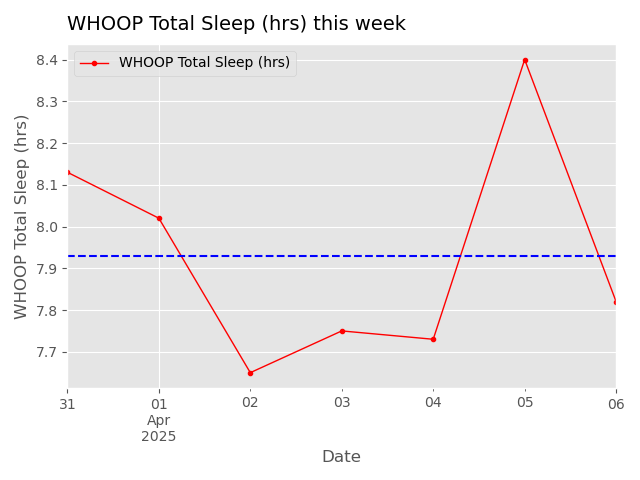 WHOOP Total Sleep (hrs) this week
WHOOP Total Sleep (hrs)
WHOOP Total Sleep (hrs)
8.4
8.3
8.2
8.1
8.0
7.9
7.8
7.7
31 01 02 03 04 05 06
Apr
2025
Date